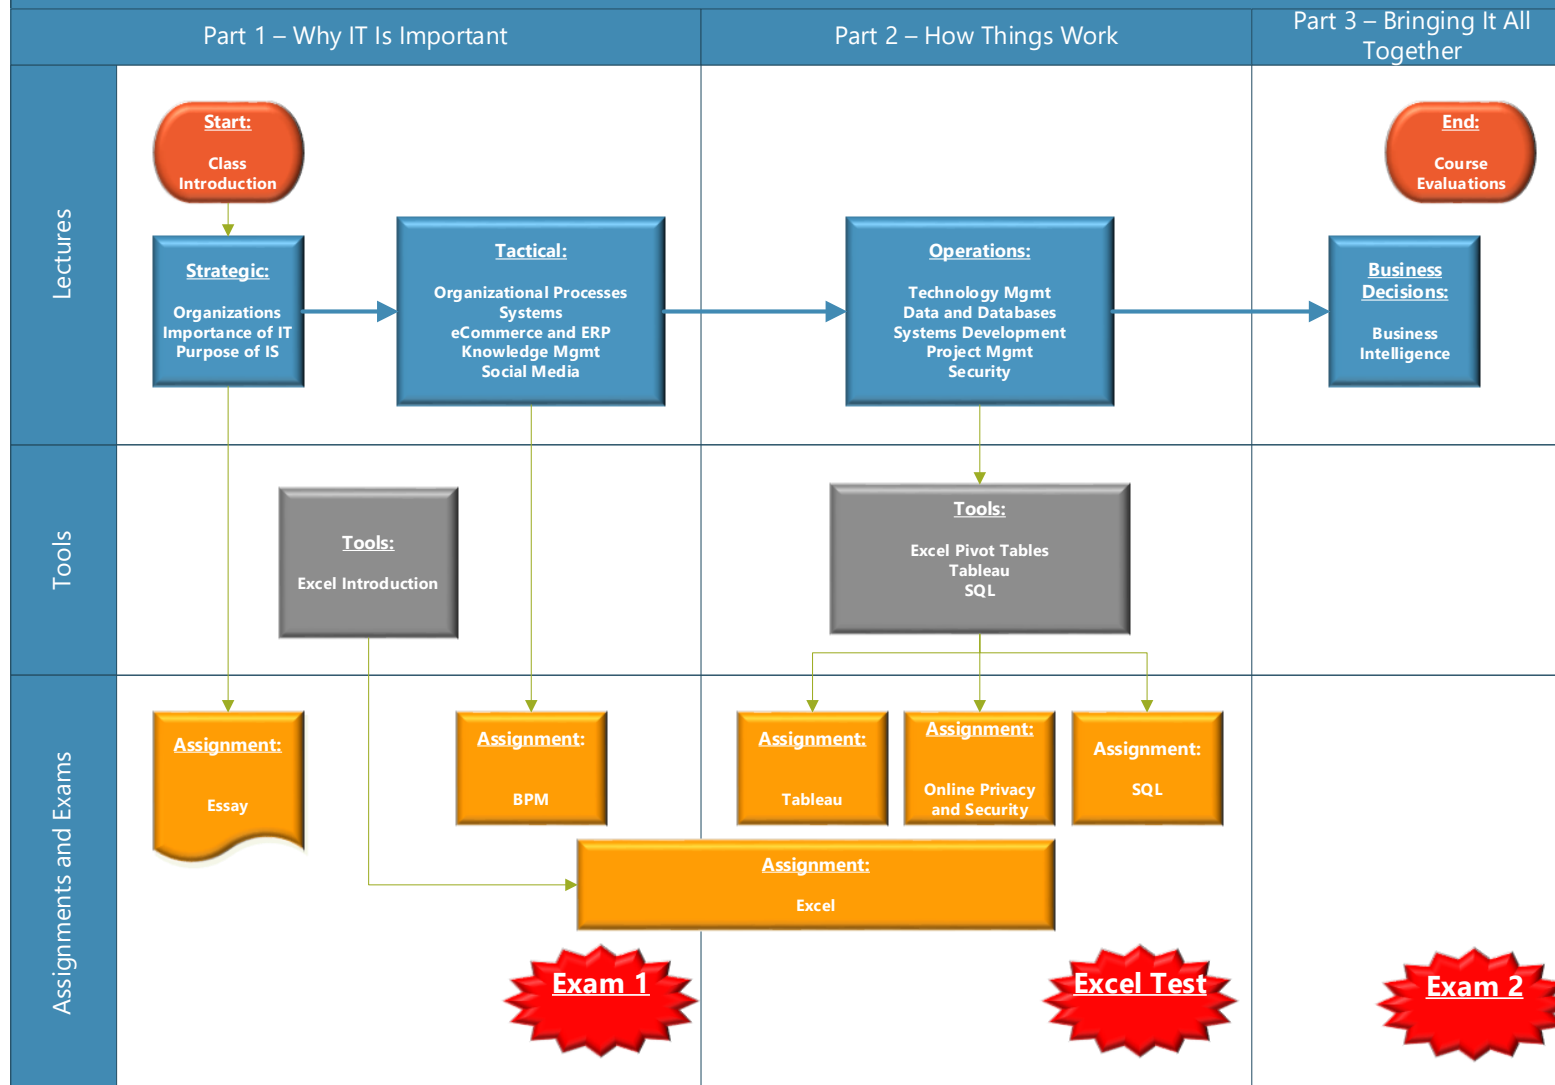 Part 1 – Why IT Is Important
Part 2 – How Things Work
Part 3 – Bringing It All
Together
Lectures
Start:
Class
Introduction
End:
Course
Evaluations
Strategic:
Organizations
Importance of IT
Purpose of IS
Tactical:
Organizational Processes
Systems
eCommerce and ERP
Knowledge Mgmt
Social Media
Operations:
Technology Mgmt
Data and Databases
Systems Development
Project Mgmt
Security
Business
Decisions:
Business
Intelligence
Tools
Tools:
Excel Introduction
Tools:
Excel Pivot Tables
Tableau
SQL
Assignments and Exams
Assignment:
Essay
Assignment:
BPM
Assignment:
Tableau
Assignment:
Online Privacy
and Security
Assignment:
SQL
Assignment:
Excel
Exam 1
Excel Test
Exam 2